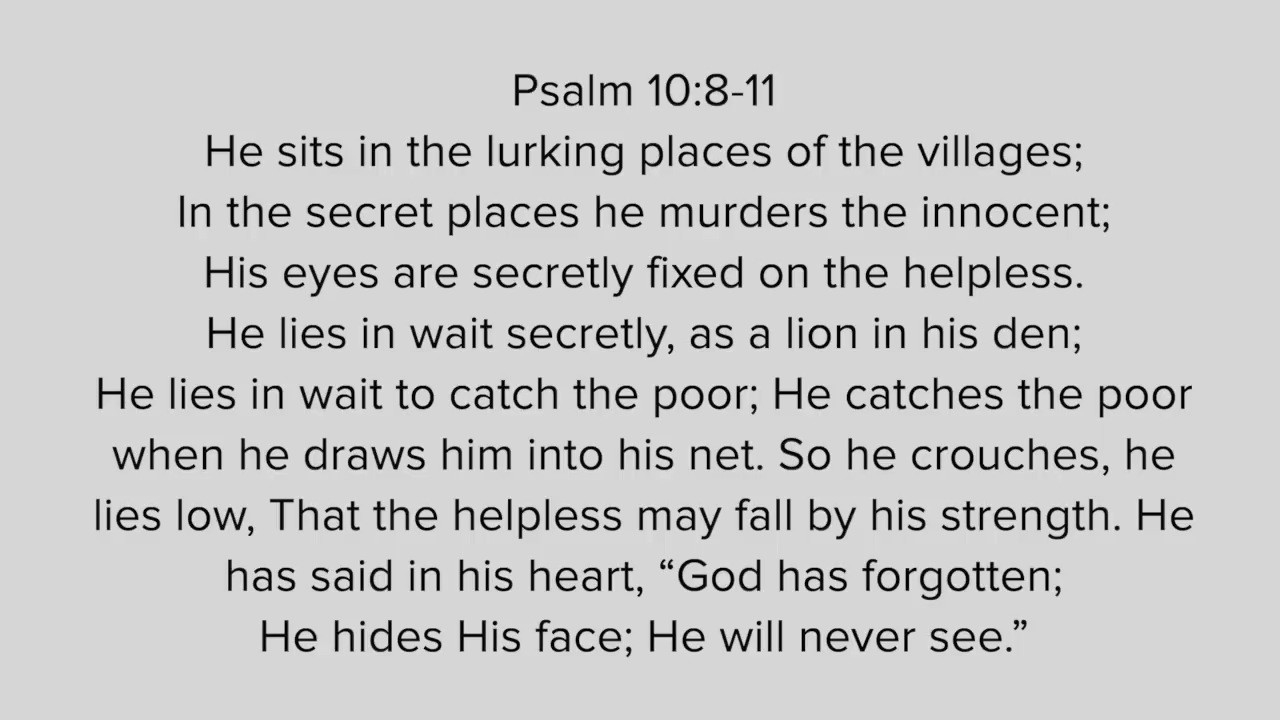 Psalm 10:8-11
He sits in the lurking places of the villages;
In the secret places he murders the innocent;
His eyes are secretly fixed on the helpless.
He lies in wait secretly, as a lion in his den;
He lies in wait to catch the poor; He catches the poor
when he draws him into his net. So he crouches, he
lies low, That the helpless may fall by his strength. He
has said in his heart, “God has forgotten;
He hides His face; He will never see.”